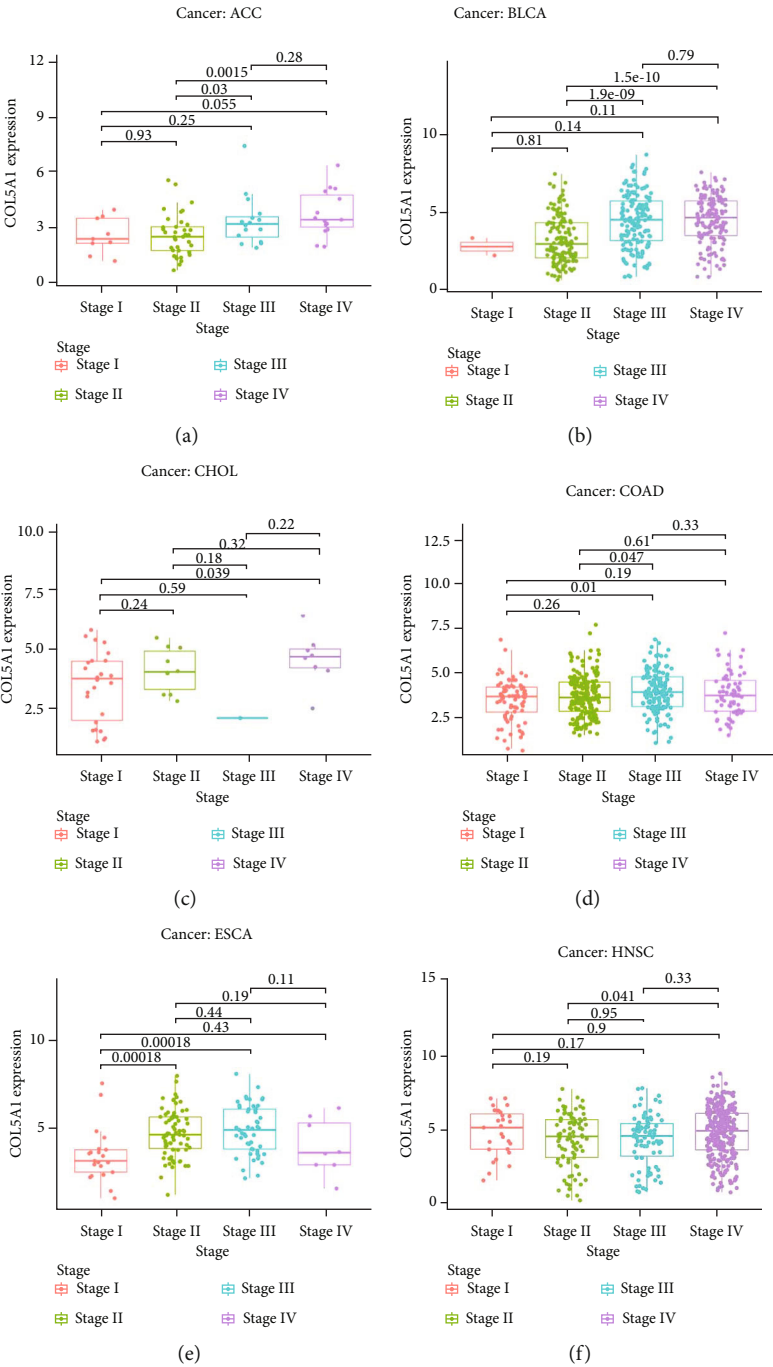 Cancer: ACC
COL5A1 expression
12
9
6
3
0
0.28
0.0015
0.03
0.055
0.25
0.93
Stage I Stage II Stage III Stage IV
Stage
Stage
Stage I Stage III
Stage II Stage IV
(a)
Cancer: BLCA
COL5A1 expression
10
5
0
0.79
1.5e-10
1.9e-09
0.11
0.14
0.81
Stage I Stage II Stage III Stage IV
Stage
Stage
Stage I Stage III
Stage II Stage IV
(b)
Cancer: CHOL
COL5A1 expression
10.0
7.5
5.0
2.5
0.22
0.32
0.18
0.039
0.59
0.24
Stage I Stage II Stage III Stage IV
Stage
Stage
Stage I Stage III
Stage II Stage IV
(c)
Cancer: COAD
COL5A1 expression
12.5
10.0
7.5
5.0
2.5
0.33
0.61
0.047
0.19
0.01
0.26
Stage I Stage II Stage III Stage IV
Stage
Stage
Stage I Stage III
Stage II Stage IV
(d)
Cancer: ESCA
COL5A1 expression
10
5
0.11
0.19
0.44
0.43
0.00018
0.00018
Stage I Stage II Stage III Stage IV
Stage
Stage
Stage I Stage III
Stage II Stage IV
(e)
Cancer: HNSC
COL5A1 expression
15
10
5
0
0.33
0.041
0.95
0.9
0.17
0.19
Stage I Stage II Stage III Stage IV
Stage
Stage
Stage I Stage III
Stage II Stage IV
(f)